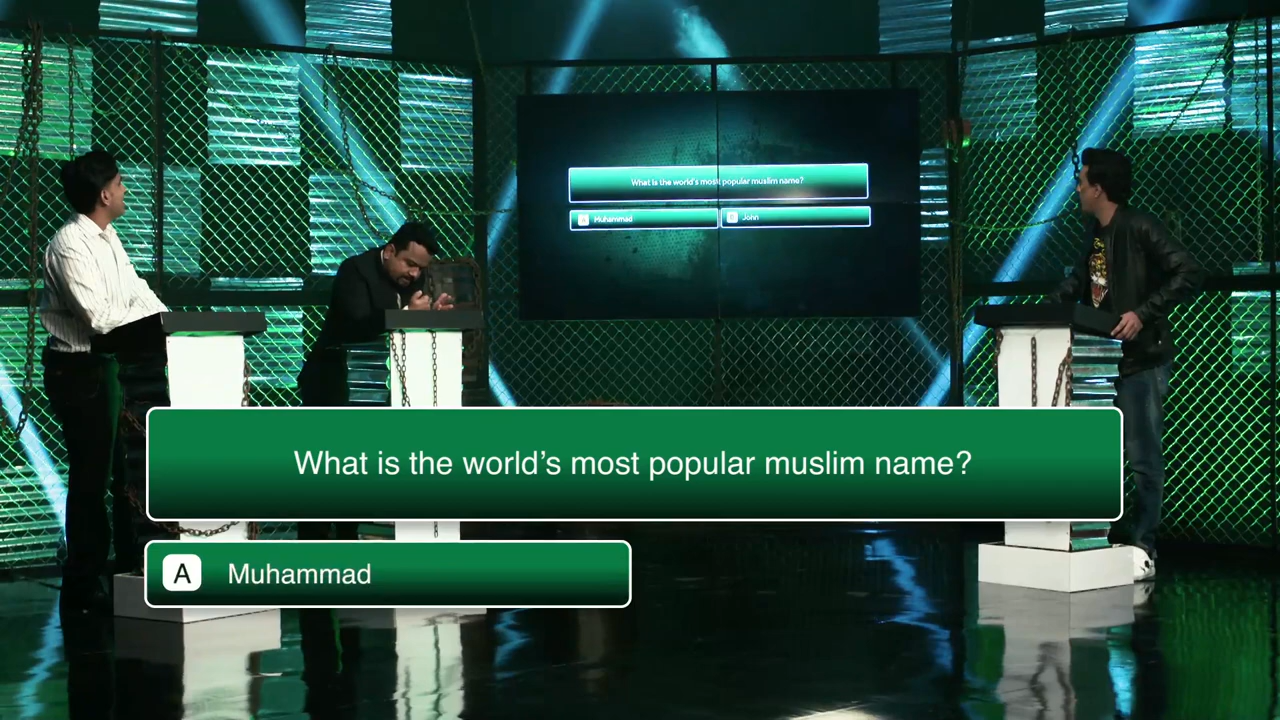 What is the world's most popular muslim name?
A Muhammad
B John
What is the world’s most popular muslim name?
A Muhammad